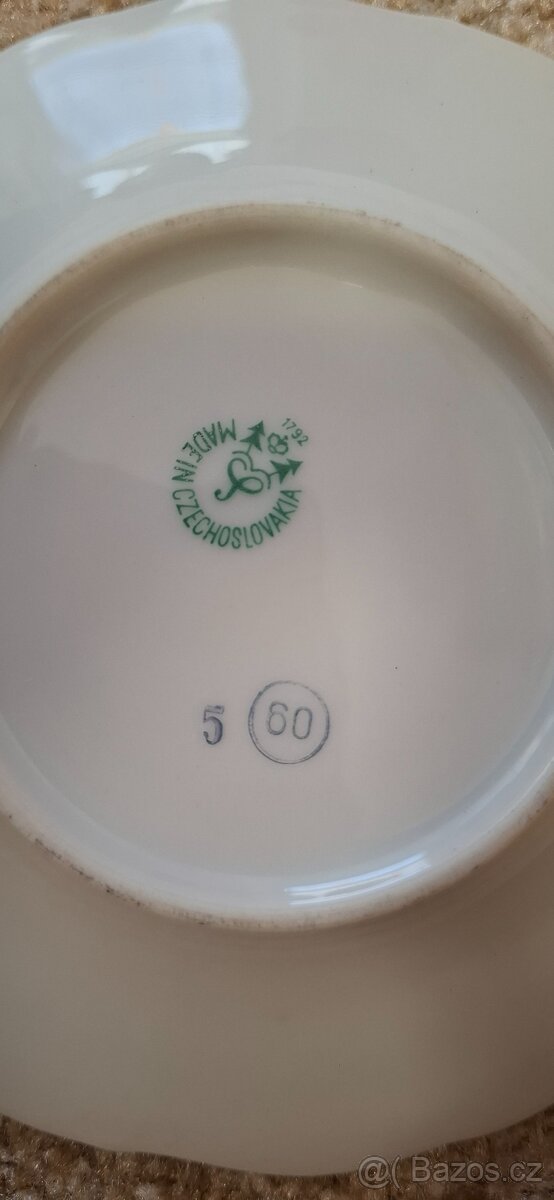 1792
MADE IN CZECHOSLOVAKIA
5 60
@( Bazos.cz